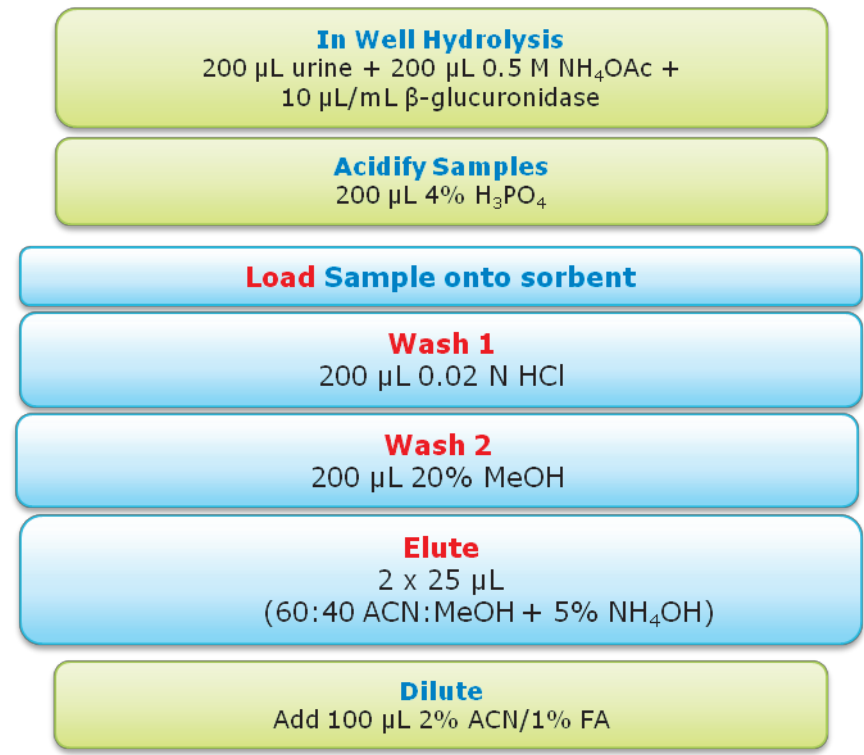 In Well Hydrolysis
200 µL urine + 200 µL 0.5 M NH₄OAc +
10 µL/mL β-glucuronidase
Acidify Samples
200 µL 4% H₃PO₄
Load Sample onto sorbent
Wash 1
200 µL 0.02 N HCl
Wash 2
200 µL 20% MeOH
Elute
2 x 25 µL
(60:40 ACN:MeOH + 5% NH₄OH)
Dilute
Add 100 µL 2% ACN/1% FA